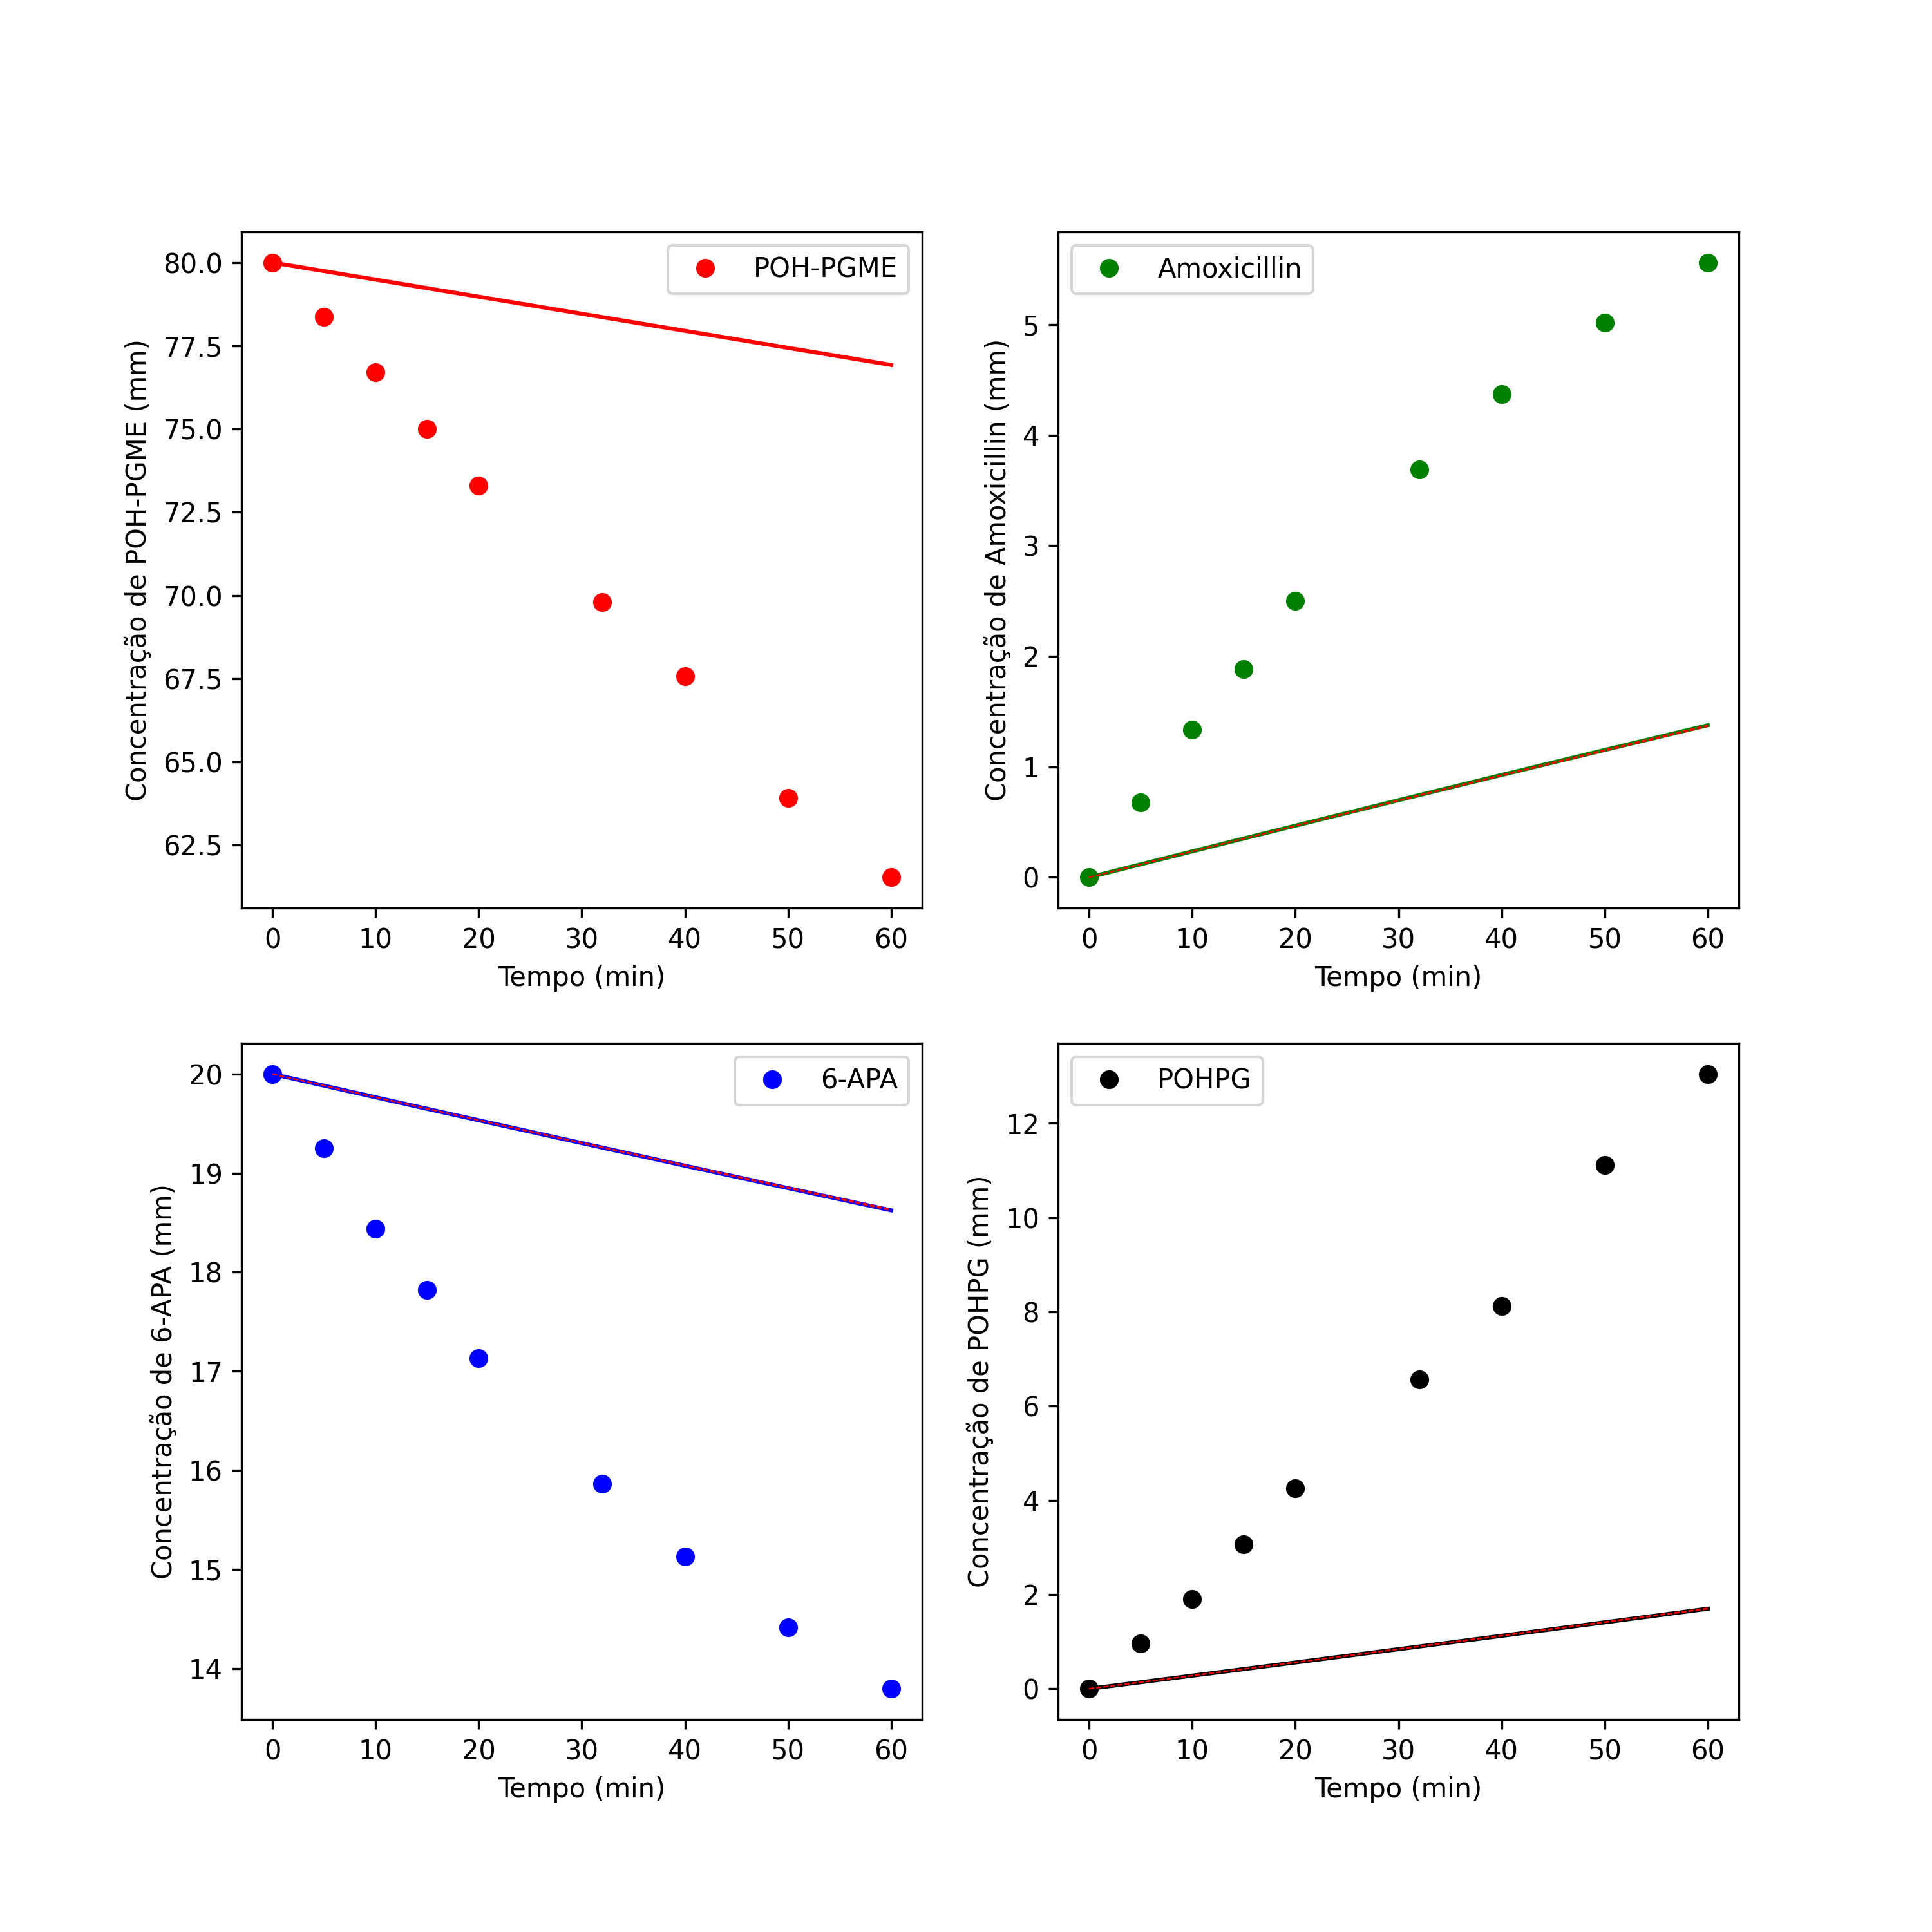 POH-PGME
80.0
77.5
75.0
72.5
70.0
67.5
65.0
62.5
Concentração de POH-PGME (mm)
0 10 20 30 40 50 60
Tempo (min)
Amoxicillin
5
4
3
2
1
0
Concentração de Amoxicillin (mm)
0 10 20 30 40 50 60
Tempo (min)
6-APA
20
19
18
17
16
15
14
Concentração de 6-APA (mm)
0 10 20 30 40 50 60
Tempo (min)
POHPG
12
10
8
6
4
2
0
Concentração de POHPG (mm)
0 10 20 30 40 50 60
Tempo (min)